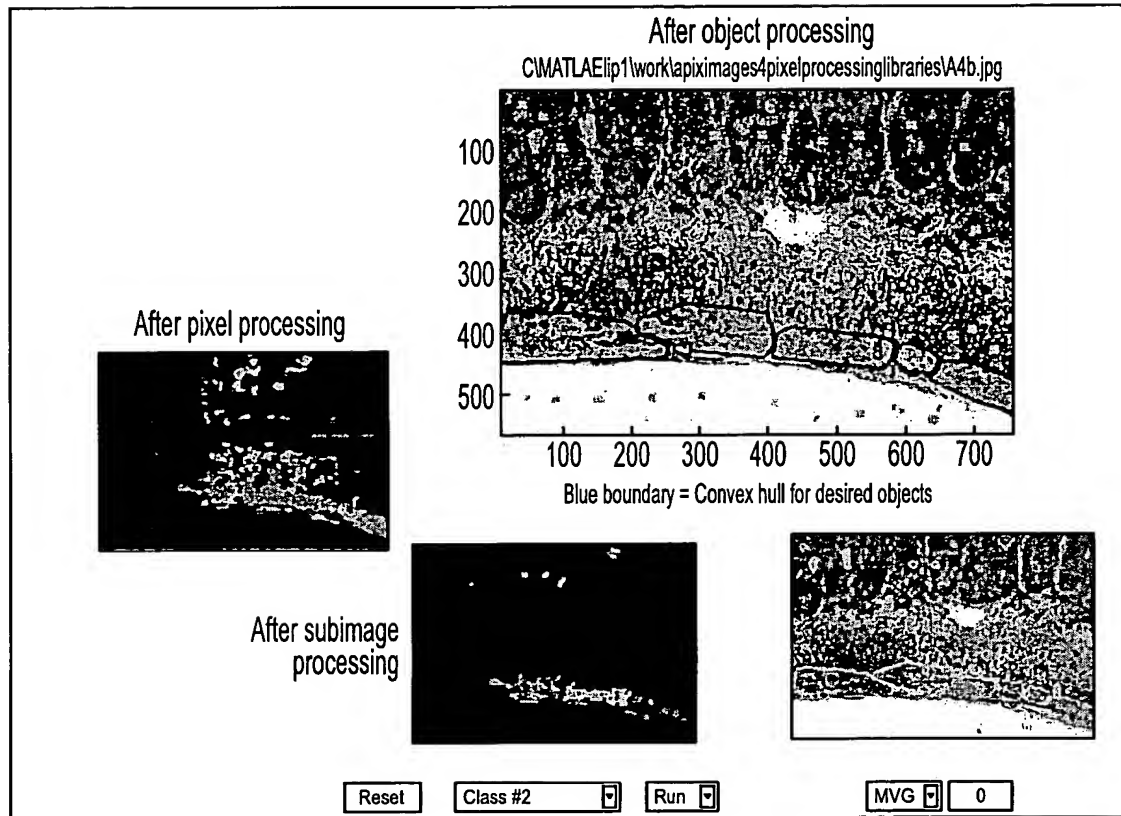 After object processing
C\MATLAElip1\work\apiximages4pixelprocessinglibraries\A4b.jpg
100
200
300
400
500
100 200 300 400 500 600 700
Blue boundary = Convex hull for desired objects
After pixel processing
After subimage
processing
Reset Class #2 Run MVG 0